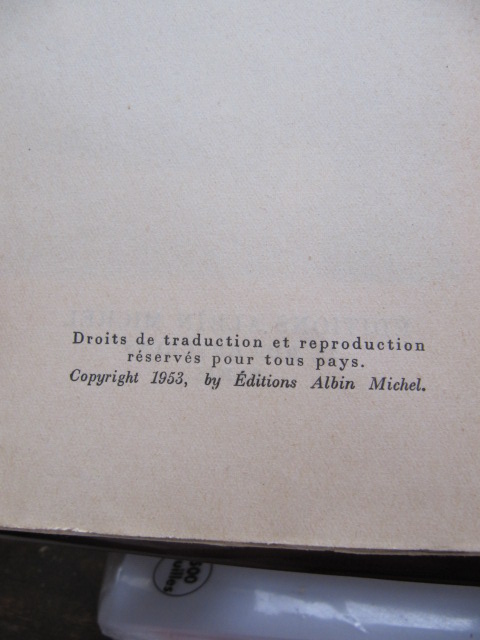 Droits de traduction et reproduction
réservés pour tous pays.
Copyright 1953, by Éditions Albin Michel.